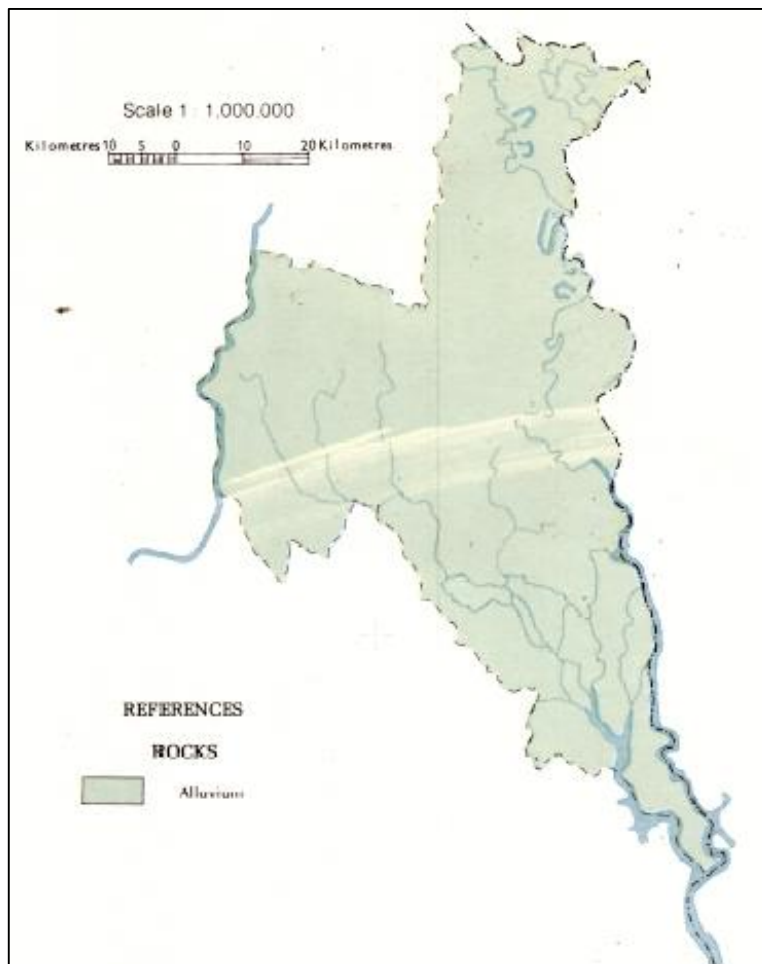 Scale 1 : 1.000.000
Kilometres 10 5 0 10 20 Kilometres
REFERENCES
ROCKS
Alluvium